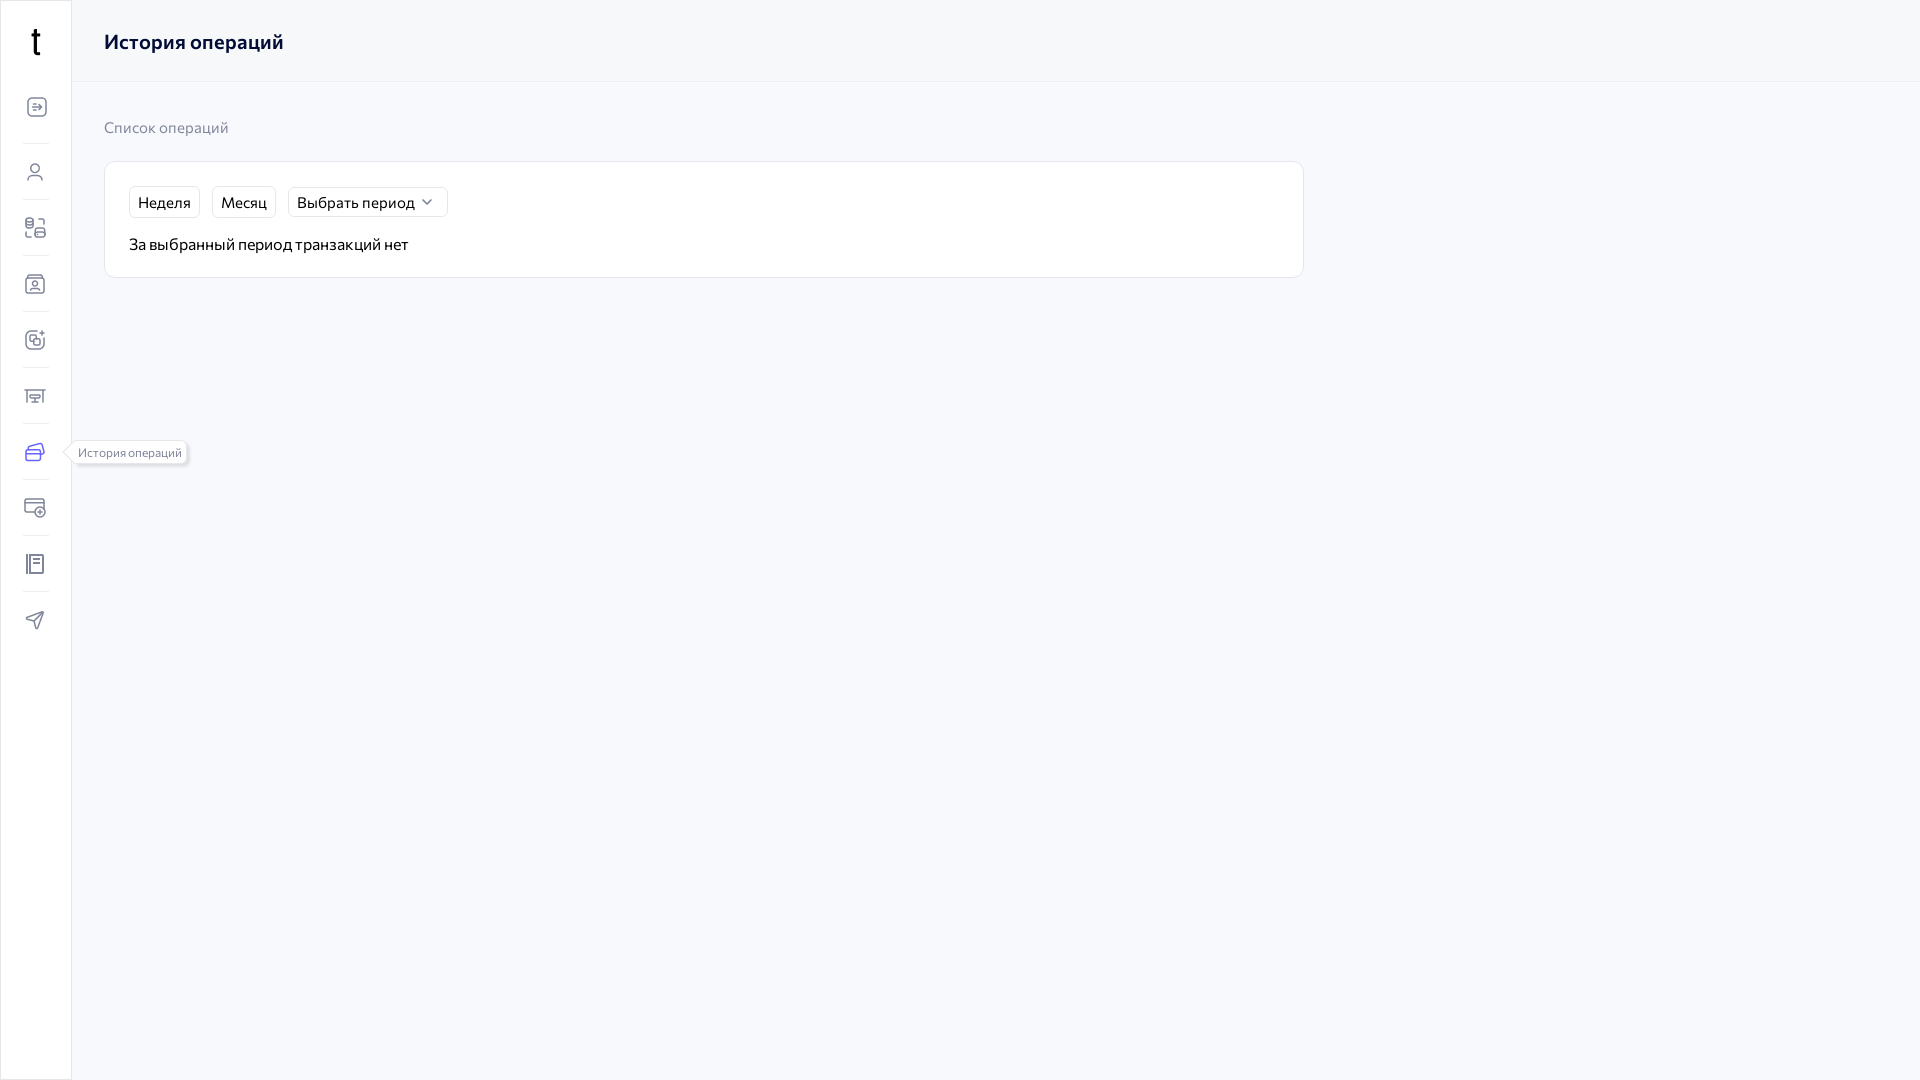 t
История операций
Список операций
Неделя
Месяц
Выбрать период
За выбранный период транзакций нет
История операций